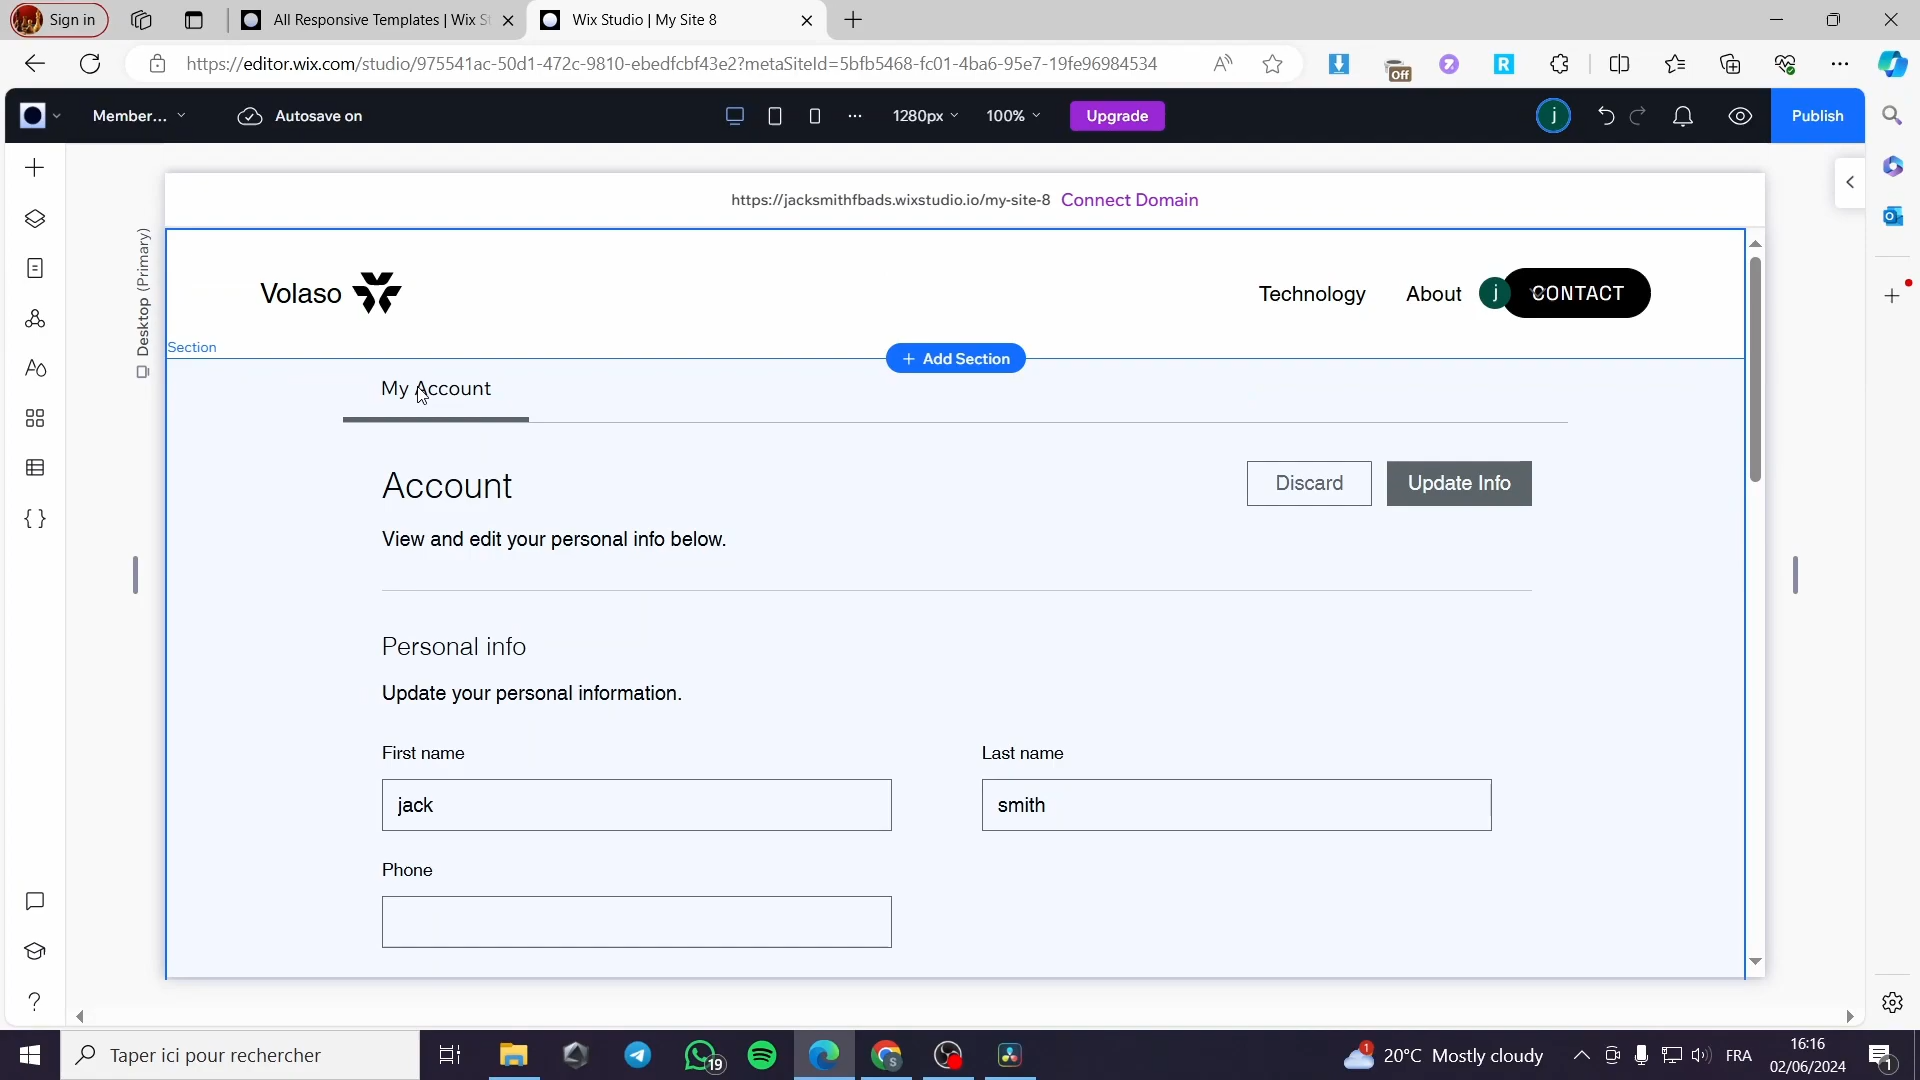 Sign in
All Responsive Templates | Wix St
Wix Studio | My Site 8
https://editor.wix.com/studio/975541ac-50d1-472c-9810-ebedfcbf43e2?metaSiteId=5bfb5468-fc01-4ba6-95e7-19fe96984534
Off
Member...
Autosave on
1280px
100%
Upgrade
j
Publish
https://jacksmithfbads.wixstudio.io/my-site-8 Connect Domain
Desktop (Primary)
Volaso
Technology
About
j
CONTACT
Section
+ Add Section
My Account
Account
Discard
Update Info
View and edit your personal info below.
Personal info
Update your personal information.
First name
Last name
jack
smith
Phone
Taper ici pour rechercher
19
1
20°C Mostly cloudy
FRA
16:16
02/06/2024
1